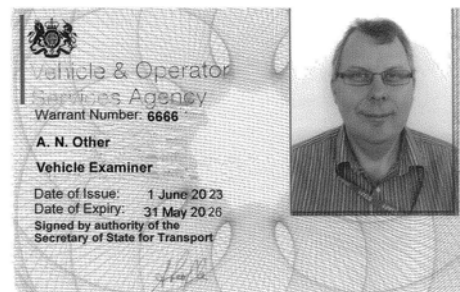 Vehicle & Operator
Services Agency
Warrant Number: 6666
A. N. Other
Vehicle Examiner
Date of Issue: 1 June 2023
Date of Expiry: 31 May 2026
Signed by authority of the
Secretary of State for Transport